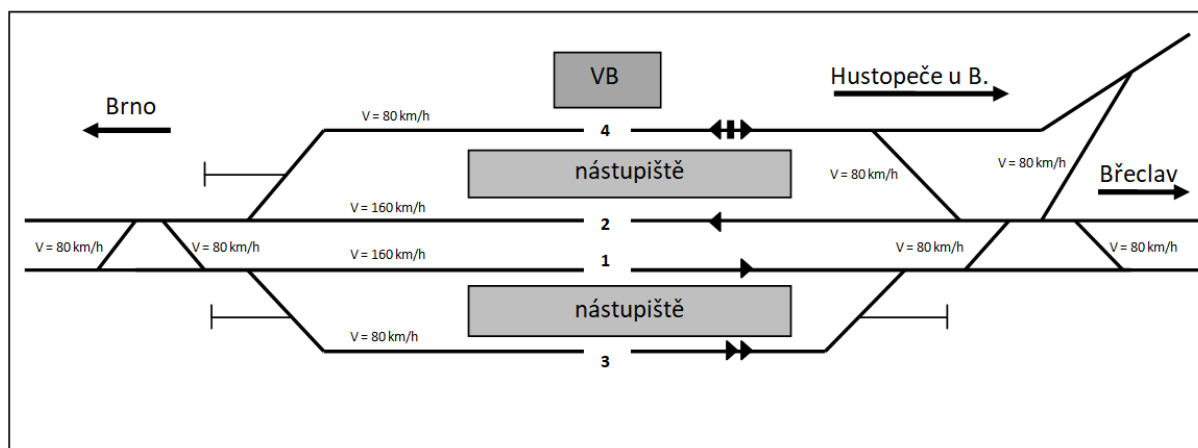 VB
Hustopeče u B.
Brno
V = 80 km/h
4
nástupiště
V = 80 km/h
V = 80 km/h
Břeclav
V = 160 km/h
2
V = 80 km/h
V = 80 km/h
V = 160 km/h
1
V = 80 km/h
V = 80 km/h
nástupiště
V = 80 km/h
3